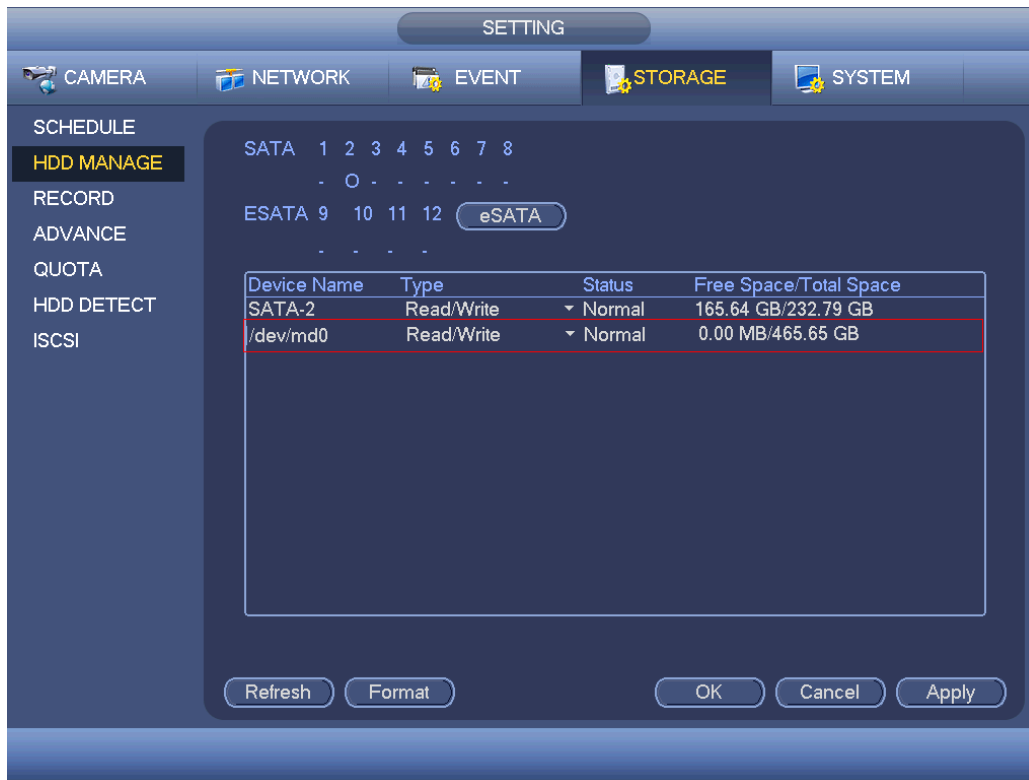 SETTING
CAMERA NETWORK EVENT STORAGE SYSTEM
SCHEDULE
HDD MANAGE
RECORD
ADVANCE
QUOTA
HDD DETECT
ISCSI
SATA 1 2 3 4 5 6 7 8
- O - - - - - -
ESATA 9 10 11 12 eSATA
- - - -
Device Name Type Status Free Space/Total Space
SATA-2 Read/Write Normal 165.64 GB/232.79 GB
/dev/md0 Read/Write Normal 0.00 MB/465.65 GB
Refresh Format OK Cancel Apply